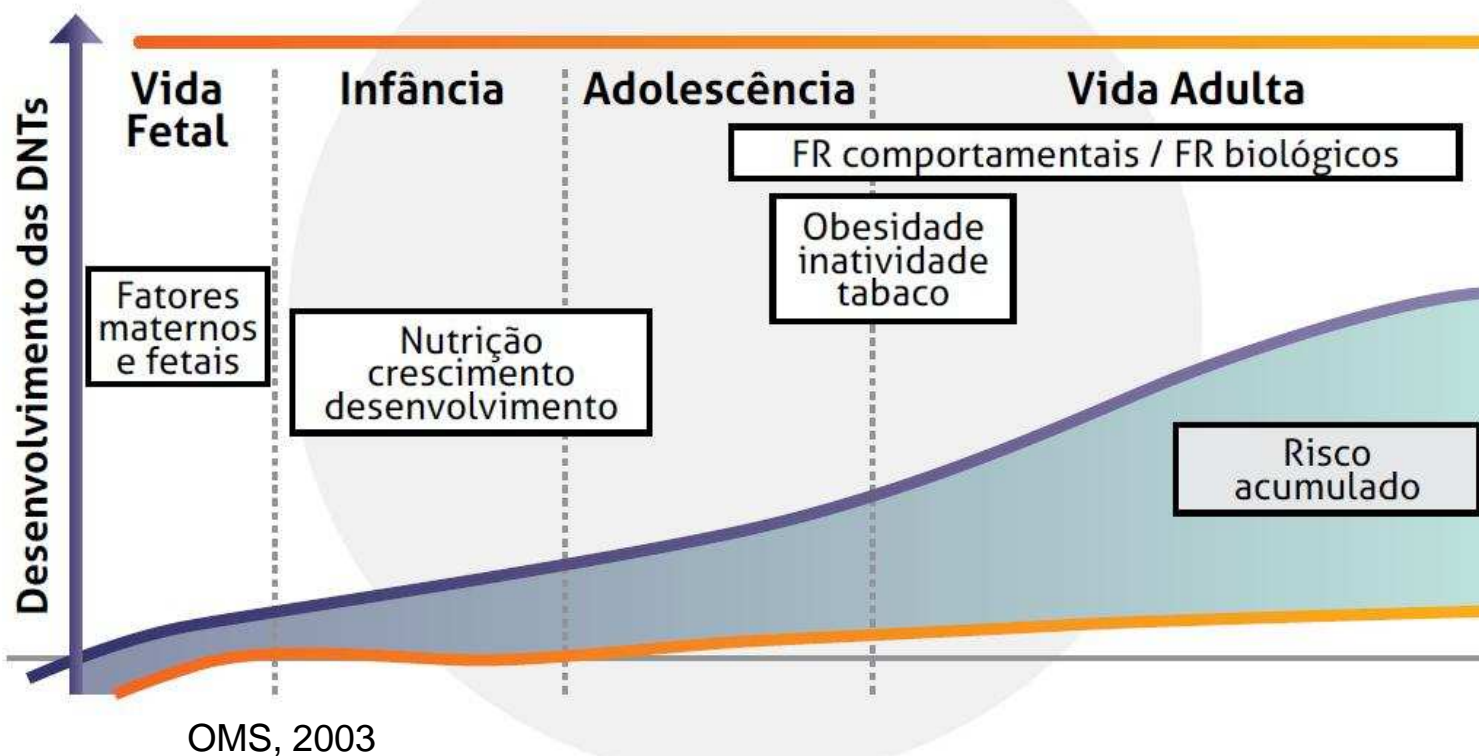 Desenvolvimento das DNTs
Vida
Fetal
Infância
Adolescência
Vida Adulta
FR comportamentais / FR biológicos
Obesidade
inatividade
tabaco
Fatores
maternos
e fetais
Nutrição
crescimento
desenvolvimento
Risco
acumulado
OMS, 2003